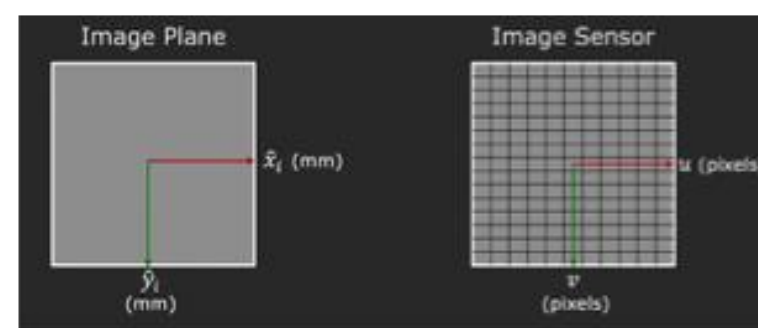 Image Plane
x̂ᵢ (mm)
ŷᵢ
(mm)
Image Sensor
u (pixels
v
(pixels)